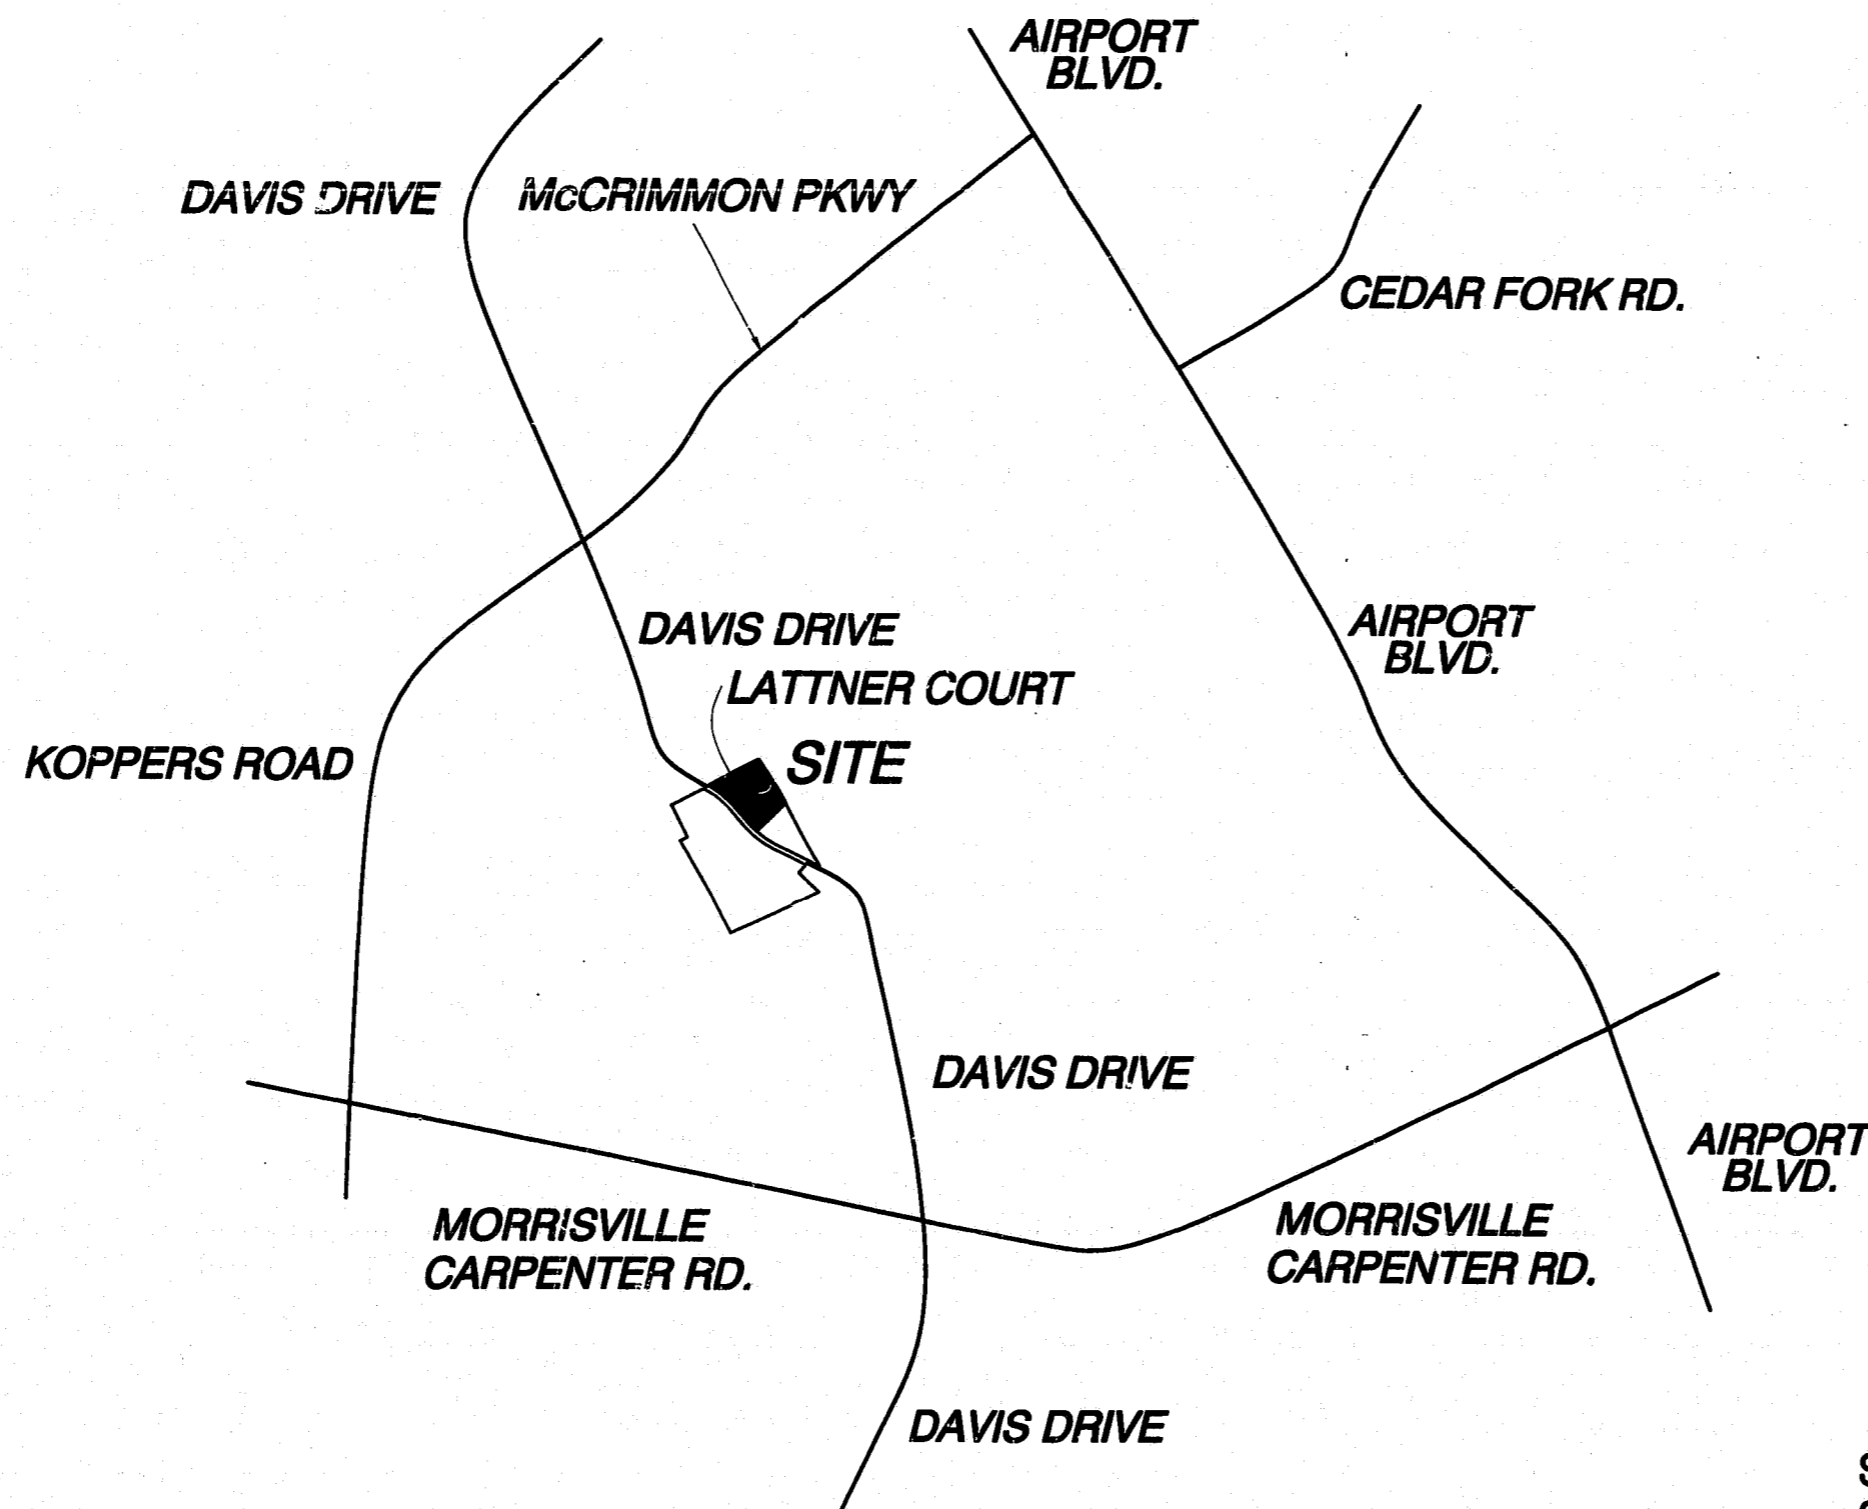 AIRPORT
BLVD.
DAVIS DRIVE
McCRIMMON PKWY
CEDAR FORK RD.
DAVIS DRIVE
AIRPORT
BLVD.
LATTNER COURT
SITE
KOPPERS ROAD
DAVIS DRIVE
AIRPORT
BLVD.
MORRISVILLE
CARPENTER RD.
MORRISVILLE
CARPENTER RD.
DAVIS DRIVE